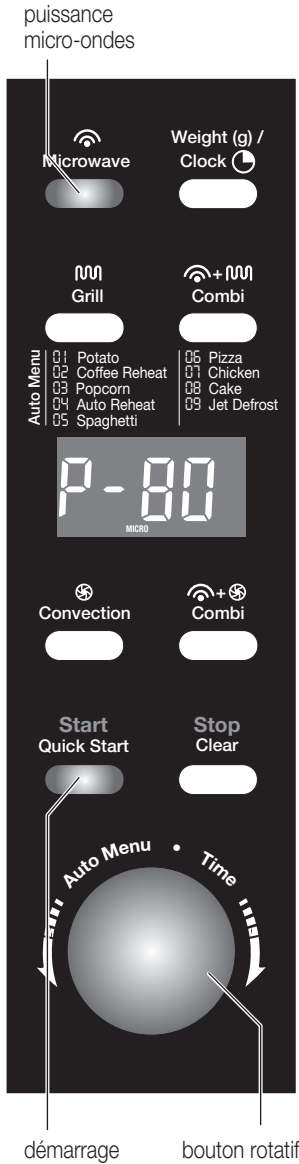 puissance
micro-ondes
Microwave
Weight (g) /
Clock
Grill
+
Combi
Auto Menu
01 Potato
02 Coffee Reheat
03 Popcorn
04 Auto Reheat
05 Spaghetti
06 Pizza
07 Chicken
08 Cake
09 Jet Defrost
P-80
MICRO
Convection
+
Combi
Start
Quick Start
Stop
Clear
Auto Menu • Time
démarrage
bouton rotatif